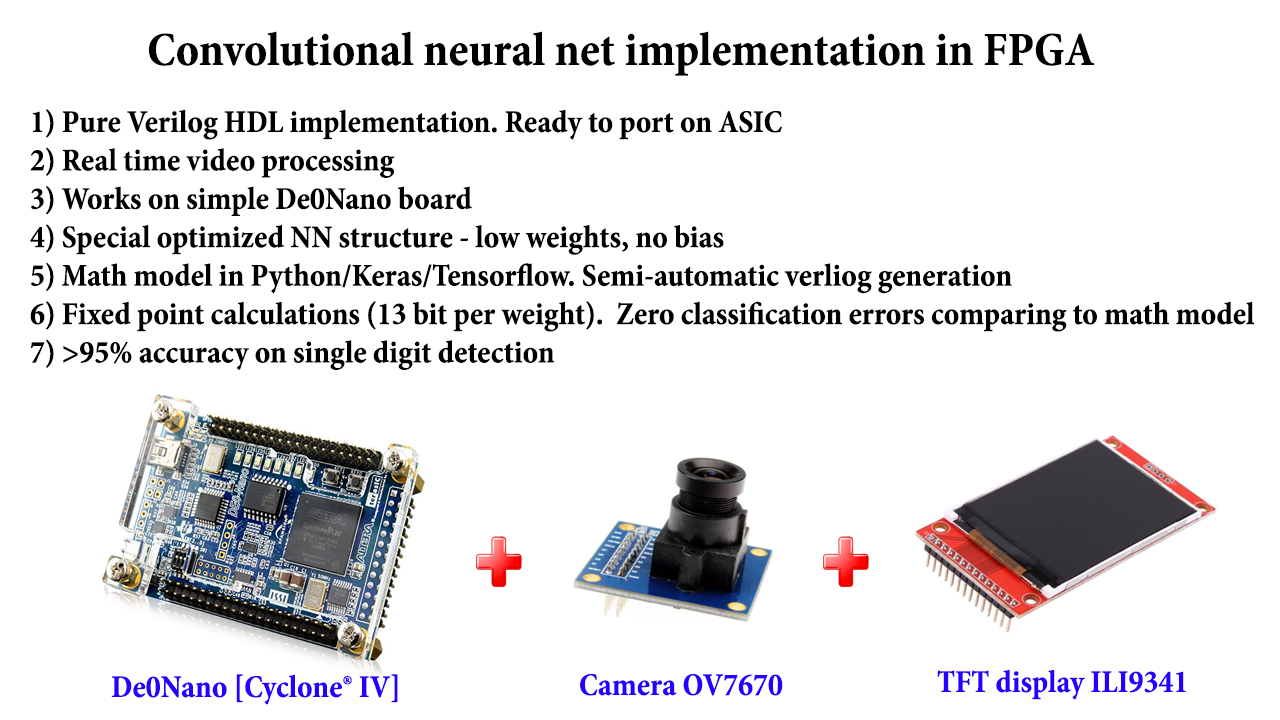 Convolutional neural net implementation in FPGA
1) Pure Verilog HDL implementation. Ready to port on ASIC
2) Real time video processing
3) Works on simple De0Nano board
4) Special optimized NN structure - low weights, no bias
5) Math model in Python/Keras/Tensorflow. Semi-automatic verliog generation
6) Fixed point calculations (13 bit per weight).  Zero classification errors comparing to math model
7) >95% accuracy on single digit detection
DE0-NANO
ALTERA
ISSI
De0Nano [Cyclone® IV]
Camera OV7670
TFT display ILI9341